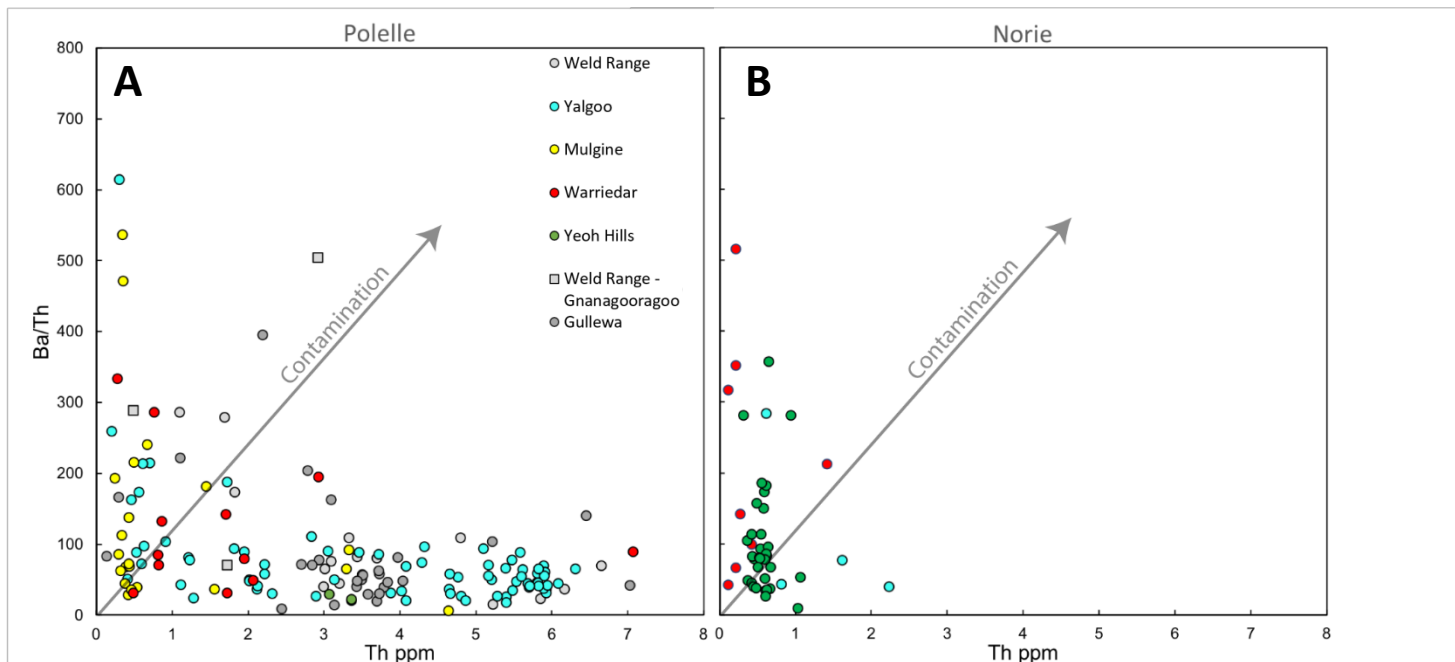 Polelle
Norie
A
B
Weld Range
Yalgoo
Mulgine
Warriedar
Yeoh Hills
Weld Range -
Gnanagooragoo
Gullewa
Contamination
Contamination
Ba/Th
800
700
600
500
400
300
200
100
0
0 1 2 3 4 5 6 7 8
0 1 2 3 4 5 6 7 8
Th ppm
Th ppm